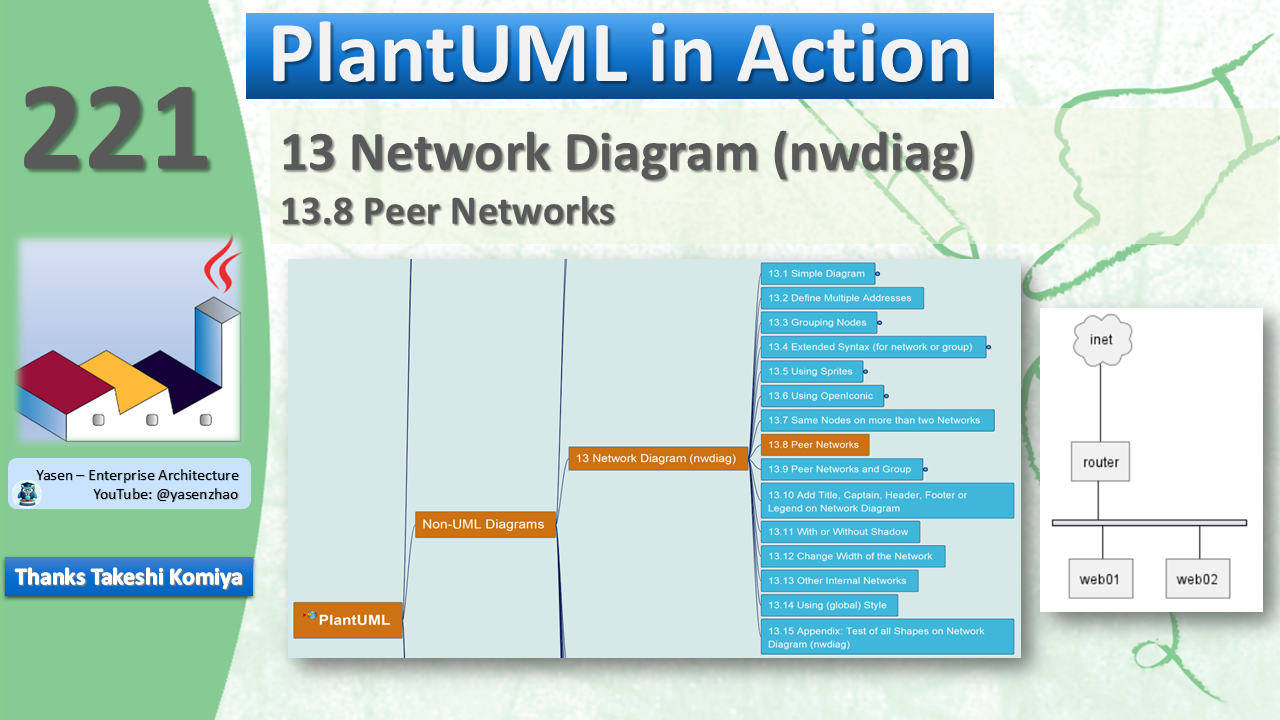 PlantUML in Action
221
13 Network Diagram (nwdiag)
13.8 Peer Networks
Yasen – Enterprise Architecture
YouTube: @yasenzhao
Thanks Takeshi Komiya
PlantUML
Non-UML Diagrams
13 Network Diagram (nwdiag)
13.1 Simple Diagram
13.2 Define Multiple Addresses
13.3 Grouping Nodes
13.4 Extended Syntax (for network or group)
13.5 Using Sprites
13.6 Using OpenIconic
13.7 Same Nodes on more than two Networks
13.8 Peer Networks
13.9 Peer Networks and Group
13.10 Add Title, Captain, Header, Footer or
Legend on Network Diagram
13.11 With or Without Shadow
13.12 Change Width of the Network
13.13 Other Internal Networks
13.14 Using (global) Style
13.15 Appendix: Test of all Shapes on Network
Diagram (nwdiag)
inet
router
web01
web02